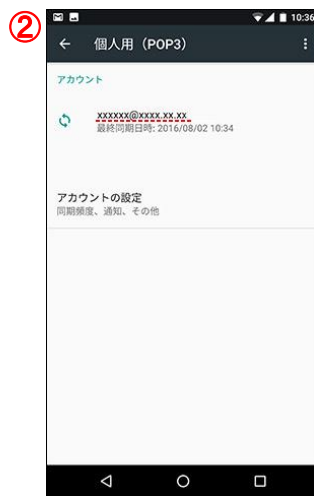 ②
10:36
個人用（POP3）
アカウント
xxxxxx@xxxx.xx.xx
最終同期日時: 2016/08/02 10:34
アカウントの設定
同期頻度、通知、その他